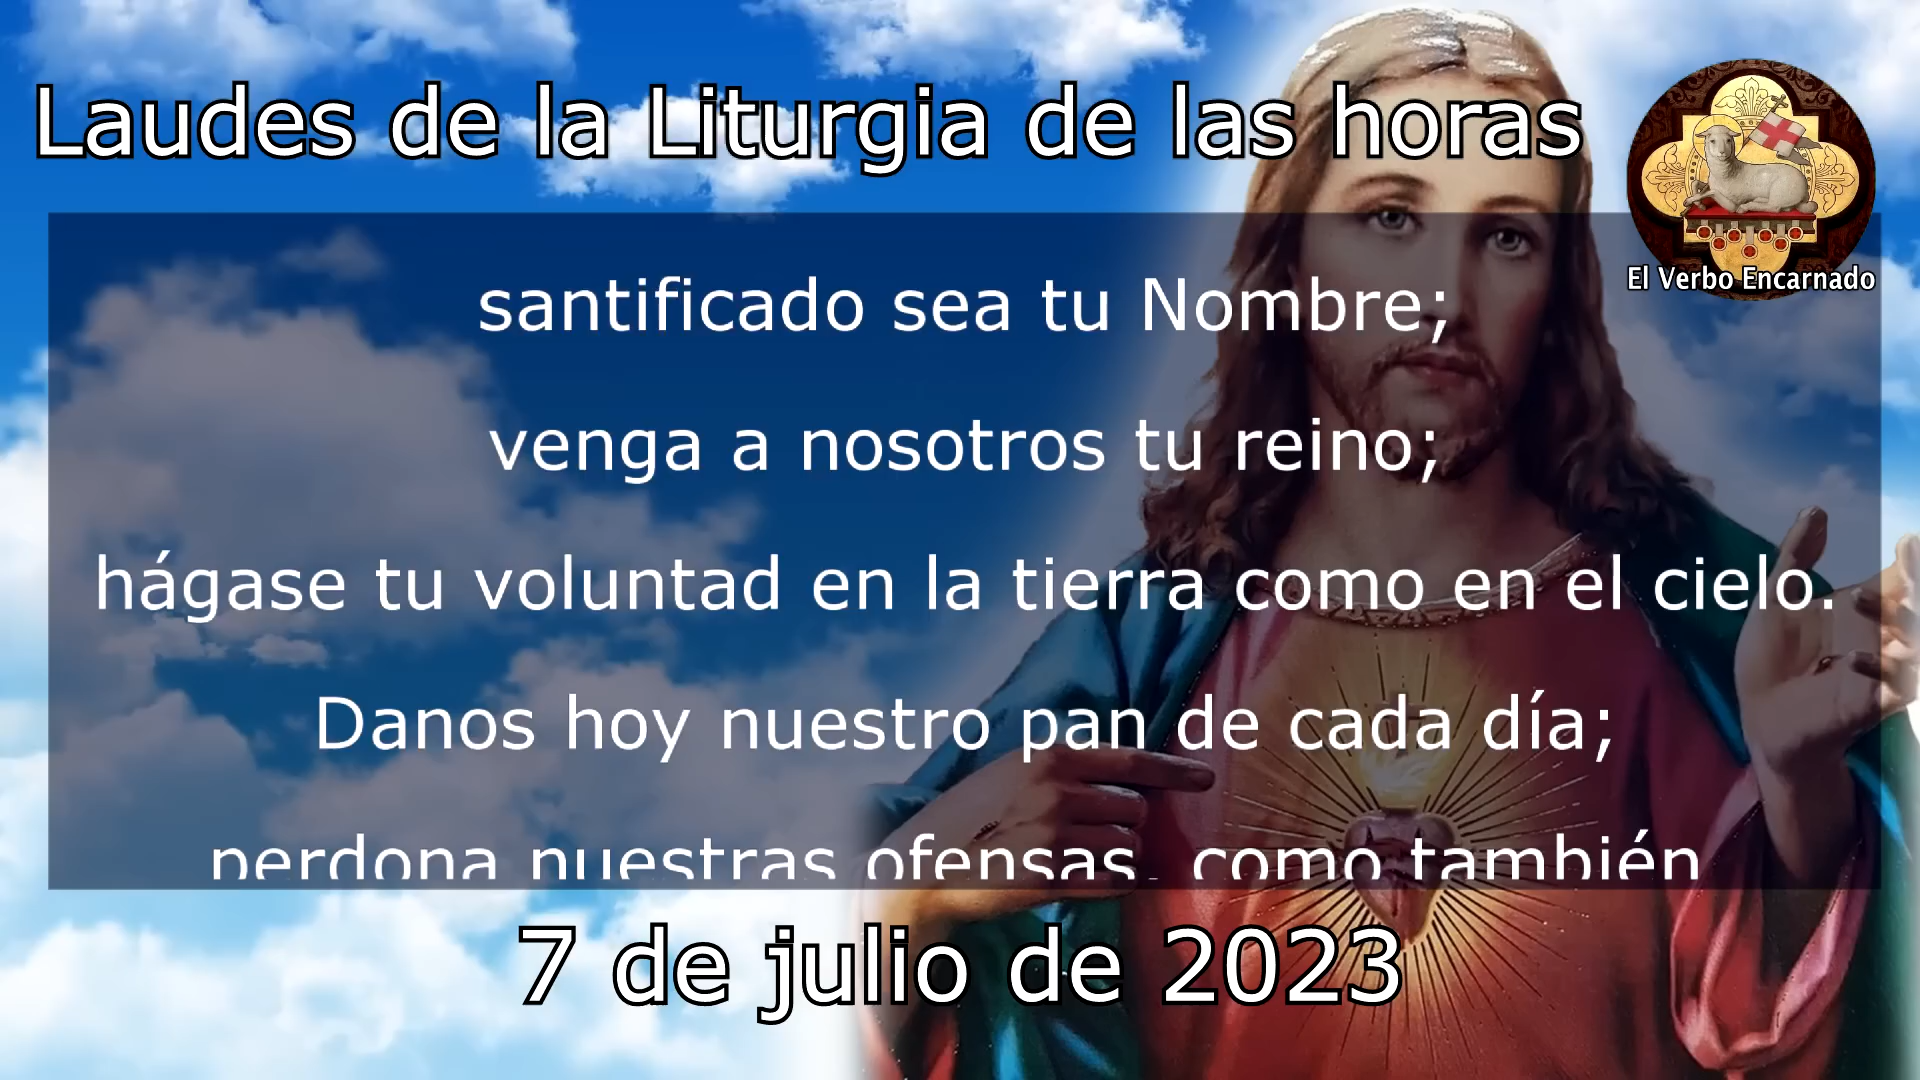 Laudes de la Liturgia de las horas
El Verbo Encarnado
santificado sea tu Nombre;
venga a nosotros tu reino;
hágase tu voluntad en la tierra como en el cielo.
Danos hoy nuestro pan de cada día;
perdona nuestras ofensas, como también
7 de julio de 2023